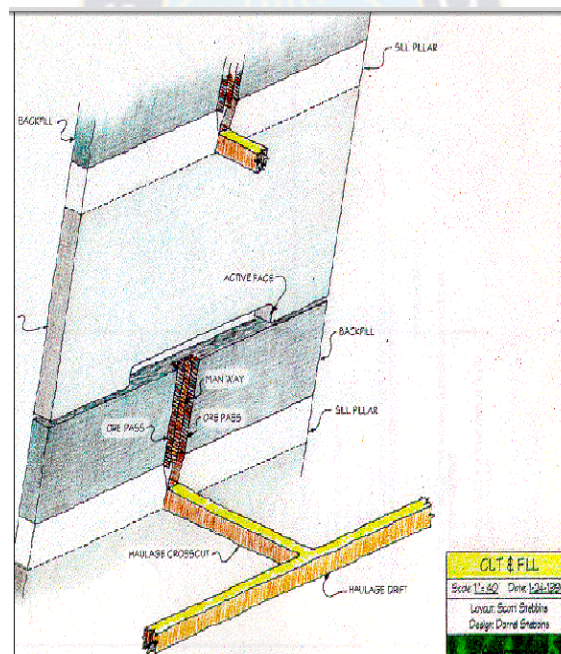 SILL PILLAR
BACKFILL
ACTIVE FACE
BACKFILL
MAN WAY
ORE PASS
ORE PASS
SILL PILLAR
HAULAGE CROSSCUT
HAULAGE DRIFT
CUT & FILL
Scale: 1"= 40 Date:
Layout: Scott Stebbins
Design: Darrel Stebbins